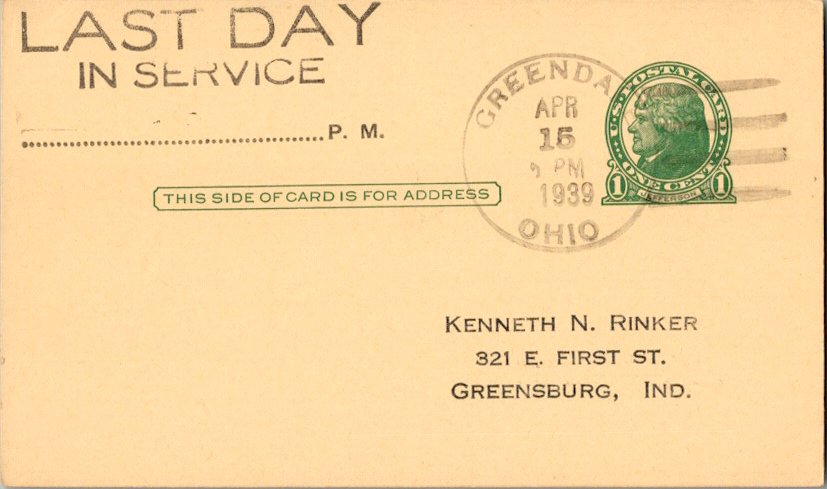 LAST DAY
IN SERVICE
P. M.
GREENDA
APR
15
PM
1939
OHIO
U.S. POSTAL CARD
1 ONE CENT 1
JEFFERSON
THIS SIDE OF CARD IS FOR ADDRESS
KENNETH N. RINKER
321 E. FIRST ST.
GREENSBURG, IND.